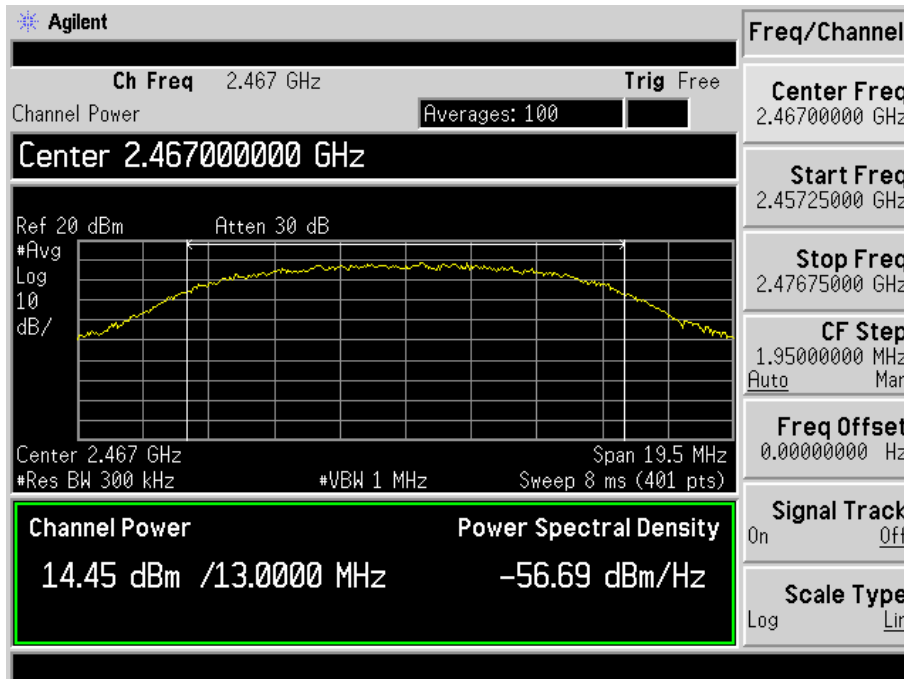 Agilent
Freq/Channel
Ch Freq 2.467 GHz Trig Free
Channel Power Averages: 100
Center 2.467000000 GHz
Ref 20 dBm Atten 30 dB
#Avg
Log
10
dB/
Center 2.467 GHz Span 19.5 MHz
#Res BW 300 kHz #VBW 1 MHz Sweep 8 ms (401 pts)
Channel Power Power Spectral Density
14.45 dBm /13.0000 MHz -56.69 dBm/Hz
Center Freq
2.46700000 GHz
Start Freq
2.45725000 GHz
Stop Freq
2.47675000 GHz
CF Step
1.95000000 MHz
Auto Man
Freq Offset
0.00000000 Hz
Signal Track
On Off
Scale Type
Log Lin